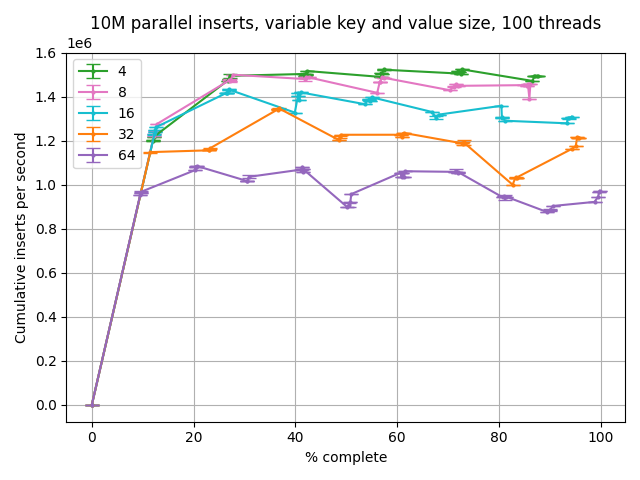 10M parallel inserts, variable key and value size, 100 threads
1e6
1.6
1.4
1.2
1.0
0.8
0.6
0.4
0.2
0.0
4
8
16
32
64
Cumulative inserts per second
0 20 40 60 80 100
% complete